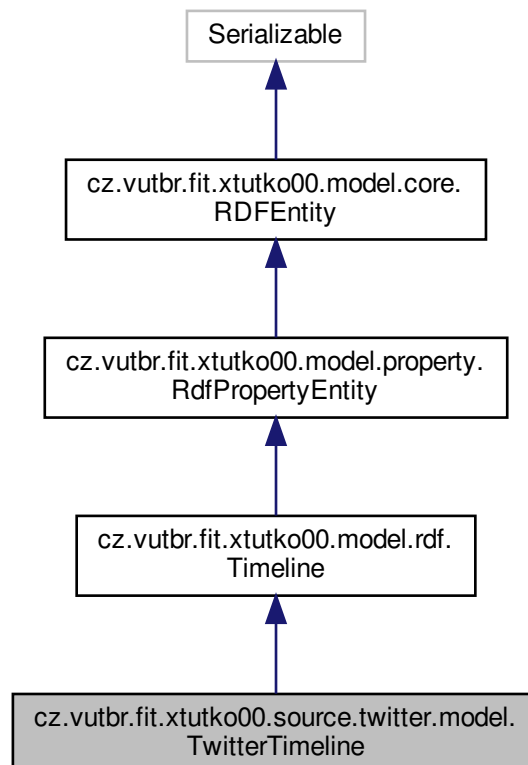 Serializable
cz.vutbr.fit.xtutko00.model.core.
RDFEntity
cz.vutbr.fit.xtutko00.model.property.
RdfPropertyEntity
cz.vutbr.fit.xtutko00.model.rdf.
Timeline
cz.vutbr.fit.xtutko00.source.twitter.model.
TwitterTimeline